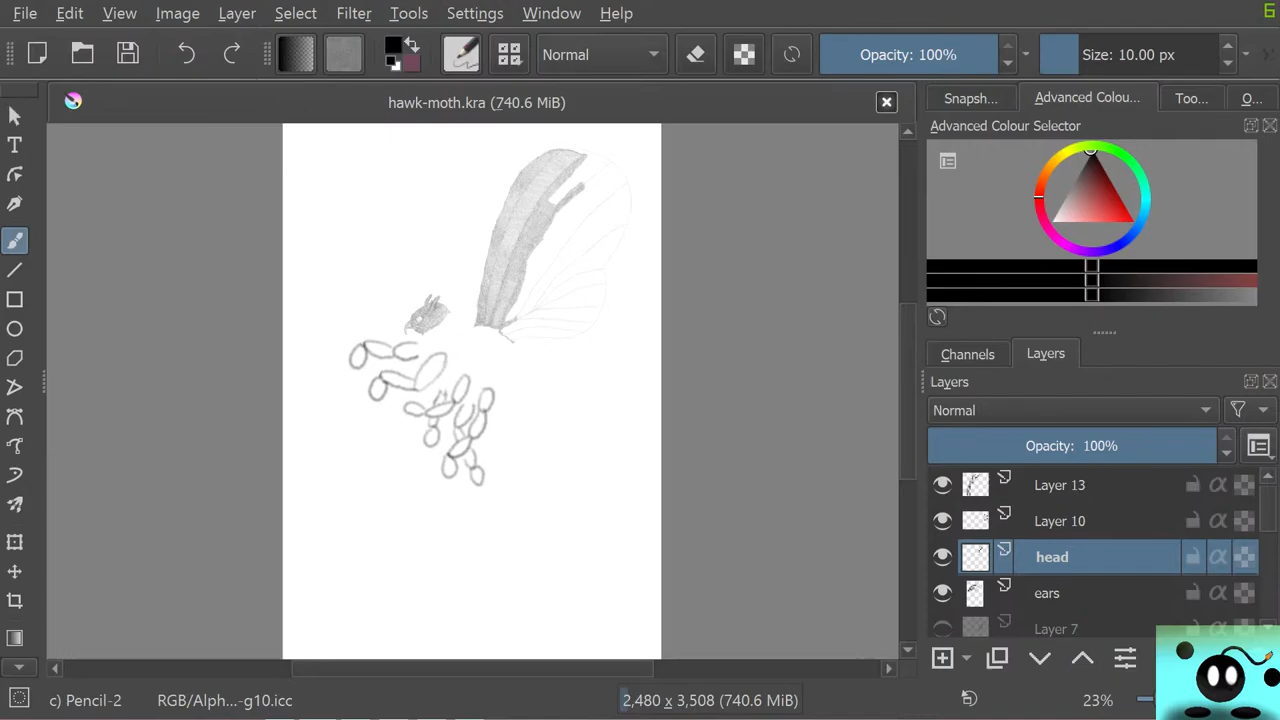 File Edit View Image Layer Select Filter Tools Settings Window Help
6
Normal
Opacity: 100%
Size: 10.00 px
hawk-moth.kra (740.6 MiB)
Snapsh... Advanced Colou... Too... O...
Advanced Colour Selector
Channels Layers
Layers
Normal
Opacity: 100%
Layer 13
Layer 10
head
ears
Layer 7
c) Pencil-2
RGB/Alph...-g10.icc
2,480 x 3,508 (740.6 MiB)
23%